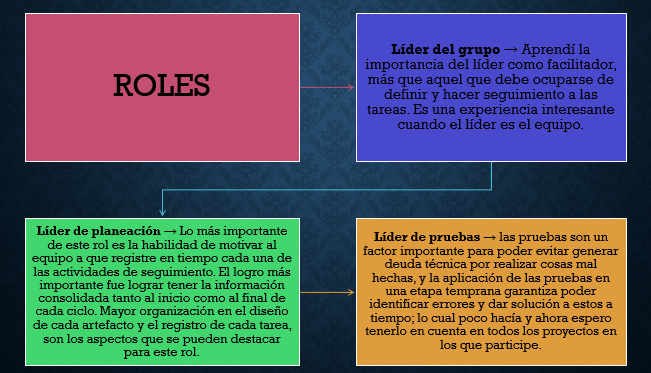 ROLES
Líder del grupo → Aprendí la
importancia del líder como facilitador,
más que aquel que debe ocuparse de
definir y hacer seguimiento a las
tareas. Es una experiencia interesante
cuando el líder es el equipo.
Líder de planeación → Lo más importante
de este rol es la habilidad de motivar al
equipo a que registre en tiempo cada una de
las actividades de seguimiento. El logro más
importante fue lograr tener la información
consolidada tanto al inicio como al final de
cada ciclo. Mayor organización en el diseño
de cada artefacto y el registro de cada tarea,
son los aspectos que se pueden destacar
para este rol.
Líder de pruebas → las pruebas son un
factor importante para poder evitar generar
deuda técnica por realizar cosas mal
hechas, y la aplicación de las pruebas en
una etapa temprana garantiza poder
identificar errores y dar solución a estos a
tiempo; lo cual poco hacía y ahora espero
tenerlo en cuenta en todos los proyectos en
los que participe.